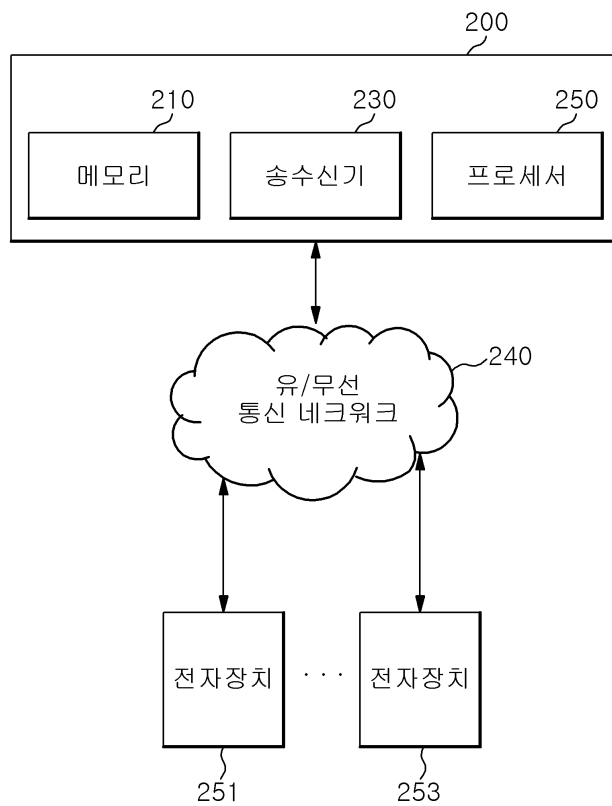 200
210
230
250
메모리
송수신기
프로세서
240
유/무선
통신 네크워크
전자장치 · · · 전자장치
251
253